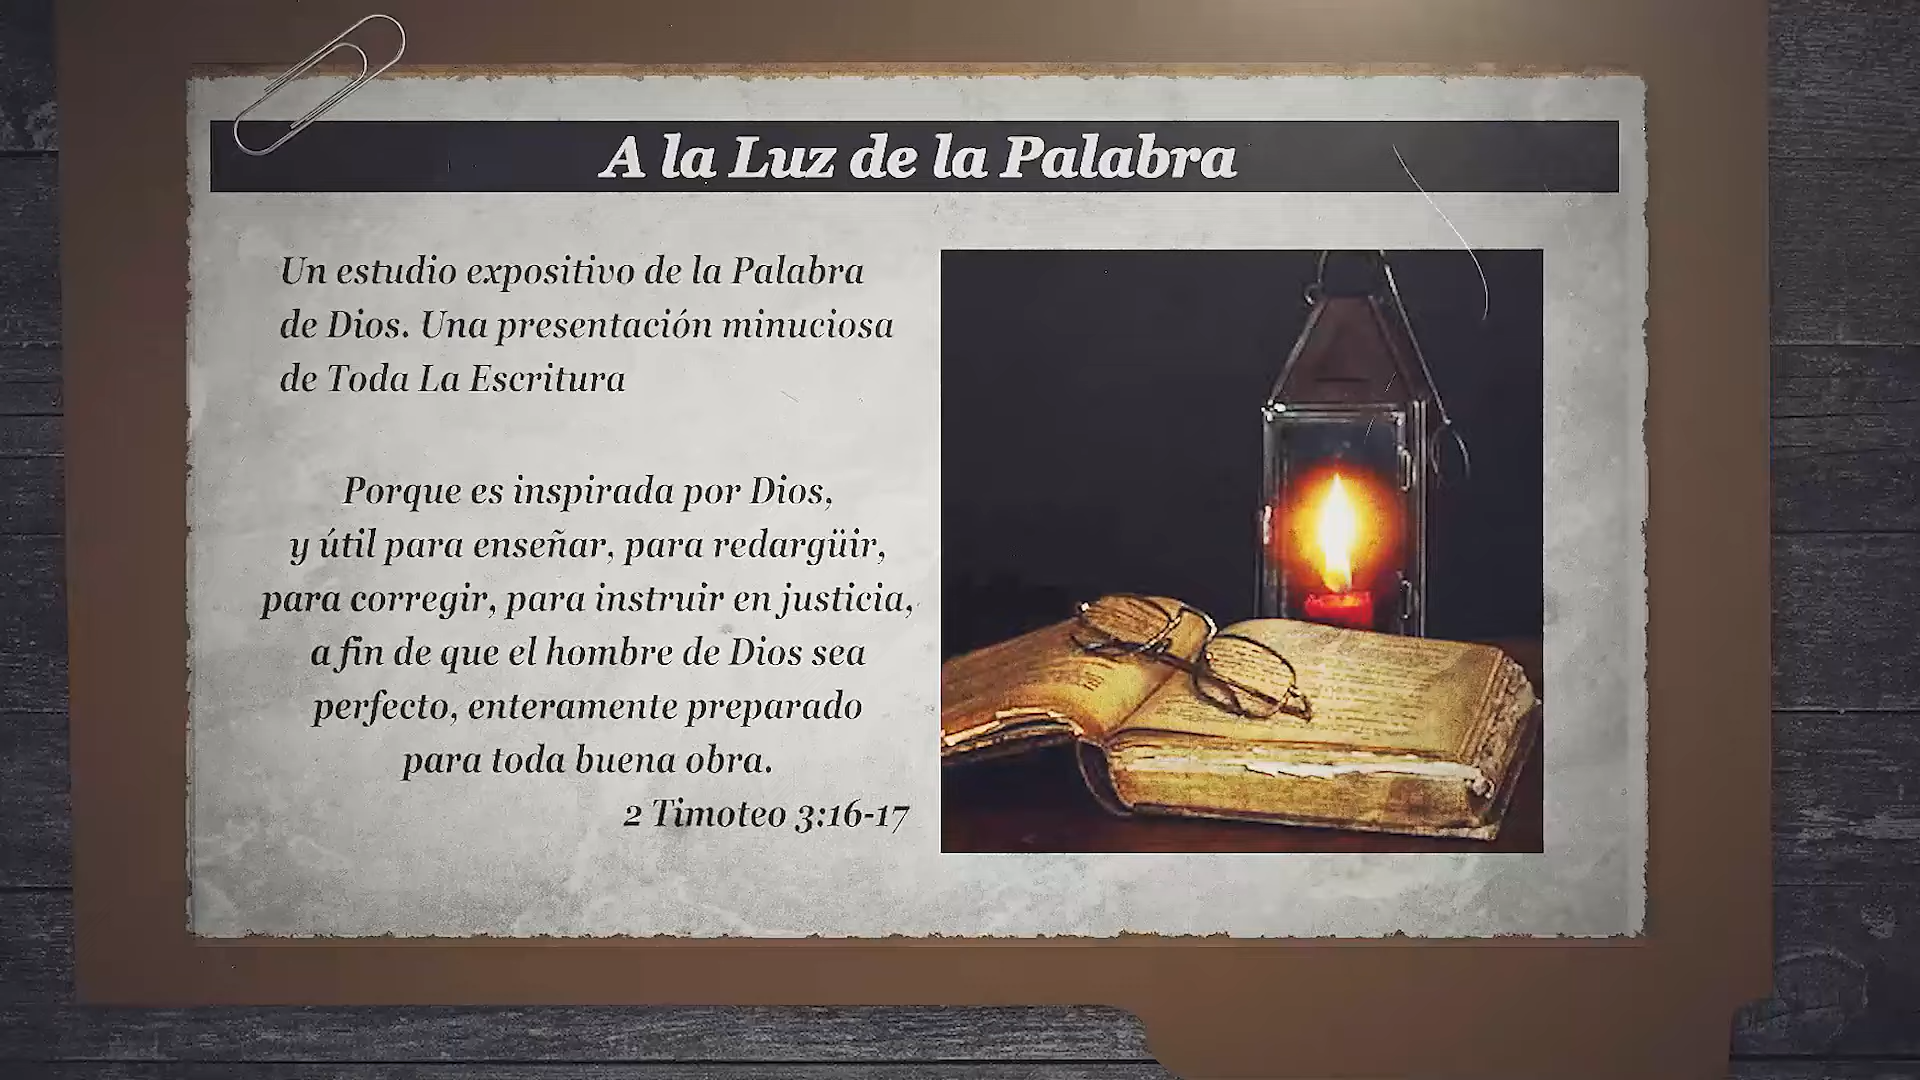 A la Luz de la Palabra
Un estudio expositivo de la Palabra
de Dios. Una presentación minuciosa
de Toda La Escritura
Porque es inspirada por Dios,
y útil para enseñar, para redargüir,
para corregir, para instruir en justicia,
a fin de que el hombre de Dios sea
perfecto, enteramente preparado
para toda buena obra.
2 Timoteo 3:16-17